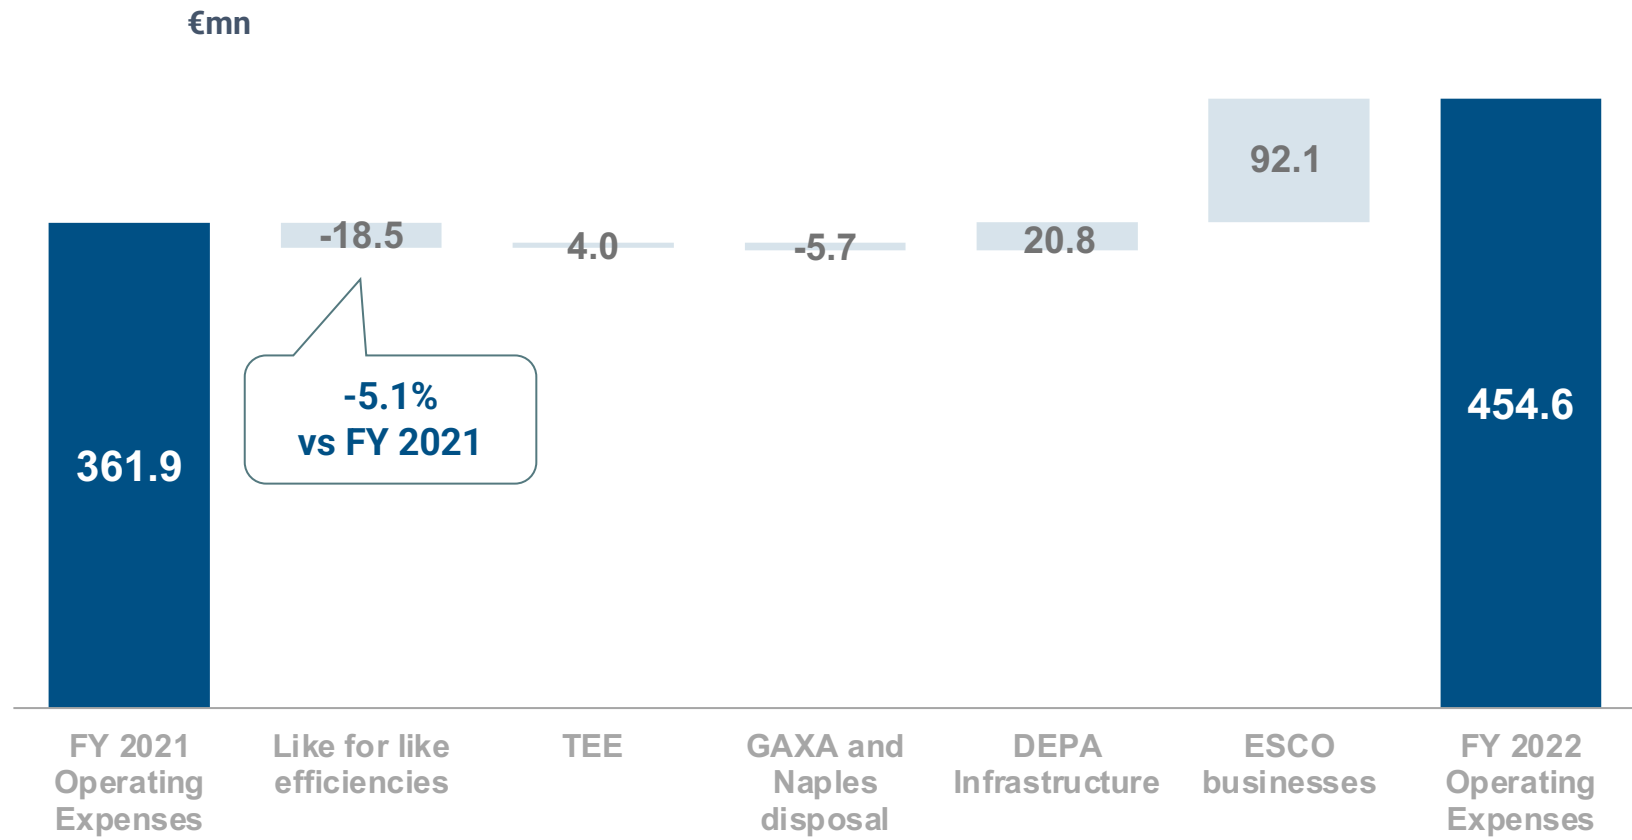 €mn
92.1
-18.5
4.0
-5.7
20.8
-5.1%
vs FY 2021
361.9
454.6
FY 2021
Operating
Expenses
Like for like
efficiencies
TEE
GAXA and
Naples
disposal
DEPA
Infrastructure
ESCO
businesses
FY 2022
Operating
Expenses